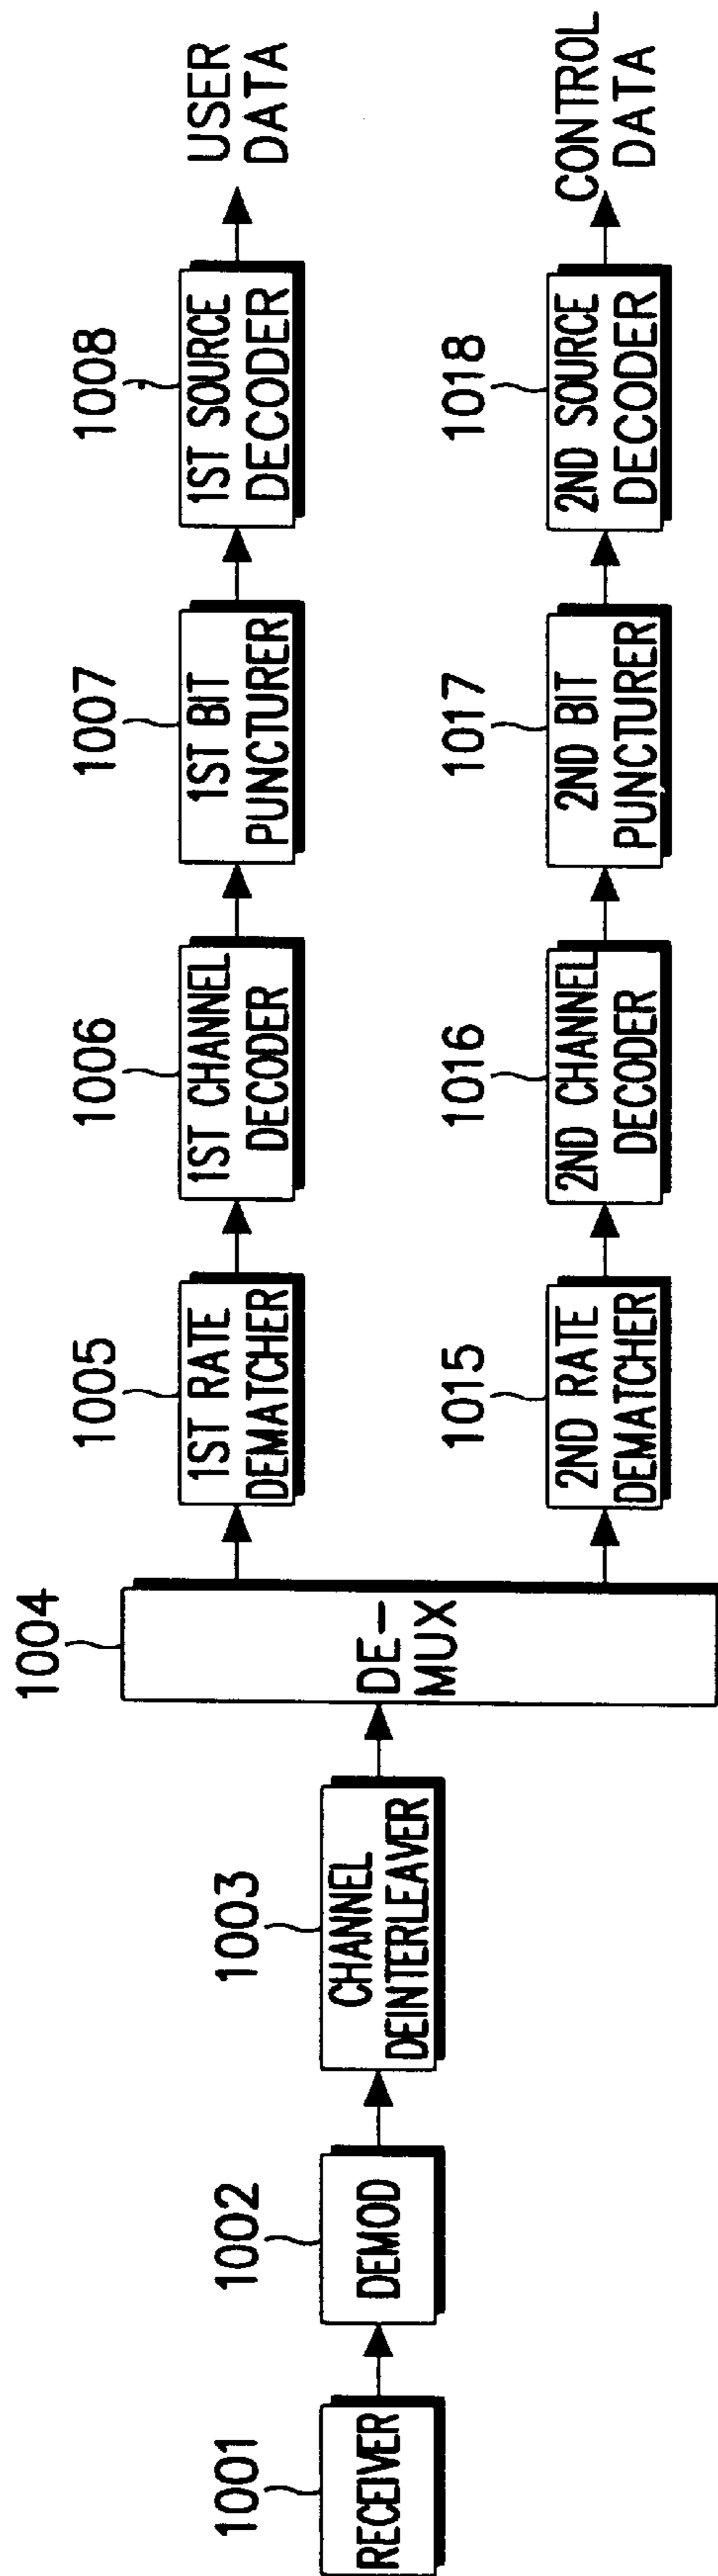 1001
RECEIVER
1002
DEMOD
1003
CHANNEL
DEINTERLEAVER
1004
DE-
MUX
1005
1ST RATE
DEMATCHER
1006
1ST CHANNEL
DECODER
1007
1ST BIT
PUNCTURER
1008
1ST SOURCE
DECODER
USER
DATA
1015
2ND RATE
DEMATCHER
1016
2ND CHANNEL
DECODER
1017
2ND BIT
PUNCTURER
1018
2ND SOURCE
DECODER
CONTROL
DATA